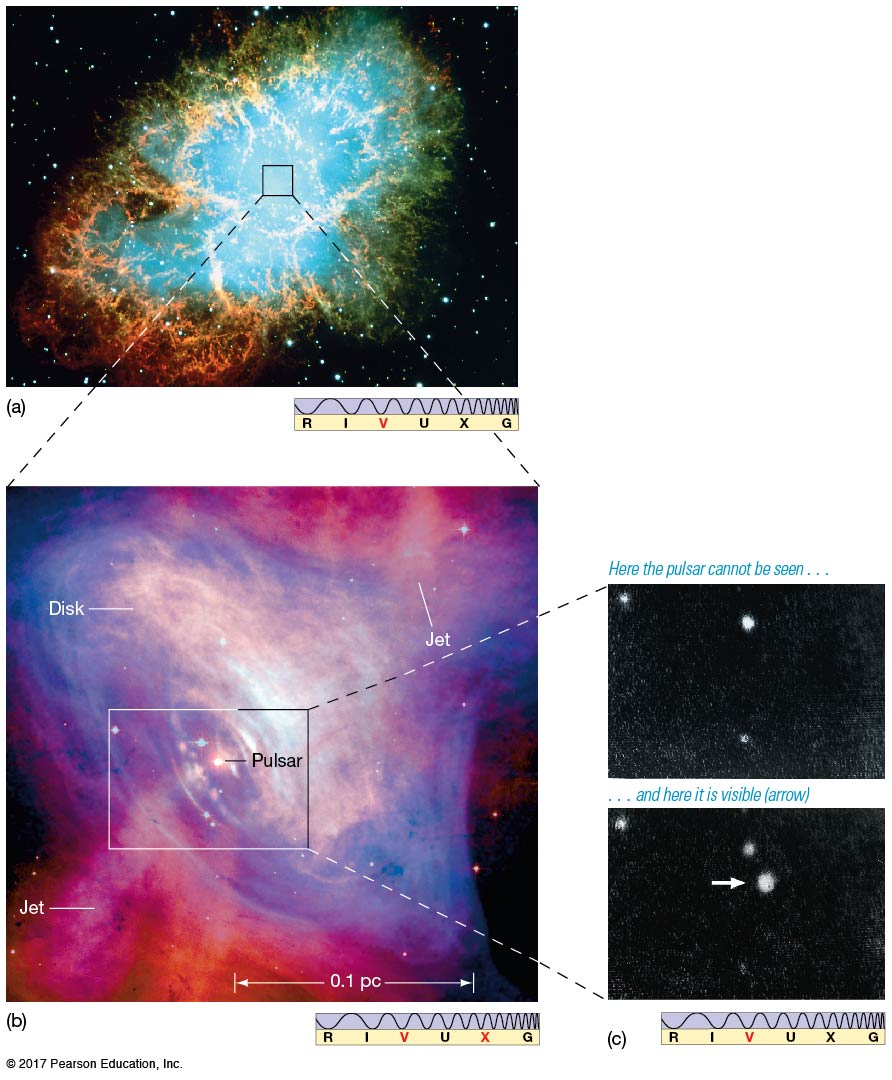 (a)
R I V U X G
Disk
Jet
Pulsar
Jet
0.1 pc
(b)
R I V U X G
Here the pulsar cannot be seen . . .
. . . and here it is visible (arrow)
(c)
R I V U X G
© 2017 Pearson Education, Inc.